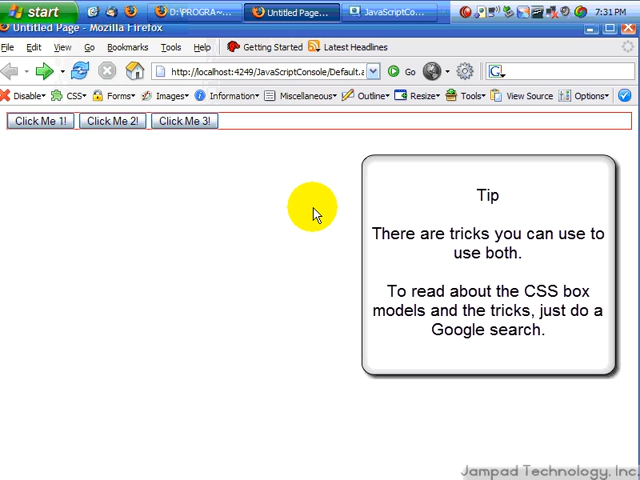 start D:\PROGRA~... Untitled Page... JavaScriptCo... 7:31 PM
Untitled Page - Mozilla Firefox
File Edit View Go Bookmarks Tools Help Getting Started Latest Headlines
http://localhost:4249/JavaScriptConsole/Default.a Go G
Disable CSS Forms Images Information Miscellaneous Outline Resize Tools View Source Options
Click Me 1! Click Me 2! Click Me 3!
Tip
There are tricks you can use to
use both.
To read about the CSS box
models and the tricks, just do a
Google search.
Jampad Technology, Inc.